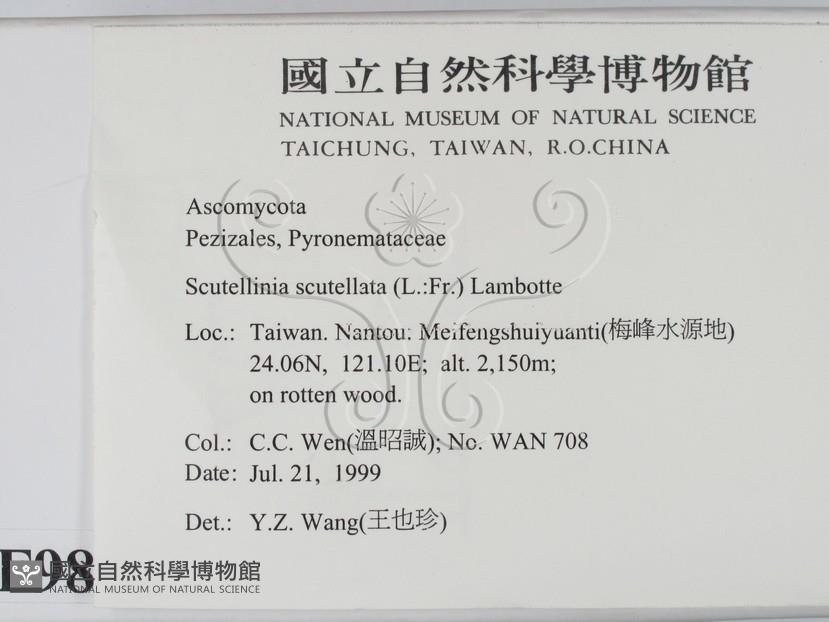 國立自然科學博物館
NATIONAL MUSEUM OF NATURAL SCIENCE
TAICHUNG, TAIWAN, R.O.CHINA
Ascomycota
Pezizales, Pyronemataceae
Scutellinia scutellata (L.:Fr.) Lambotte
Loc.: Taiwan. Nantou: Meifengshuiyuanti(梅峰水源地)
24.06N, 121.10E; alt. 2,150m;
on rotten wood.
Col.: C.C. Wen(溫昭誠); No. WAN 708
Date: Jul. 21, 1999
Det.: Y.Z. Wang(王也珍)
F98
國立自然科學博物館
NATIONAL MUSEUM OF NATURAL SCIENCE